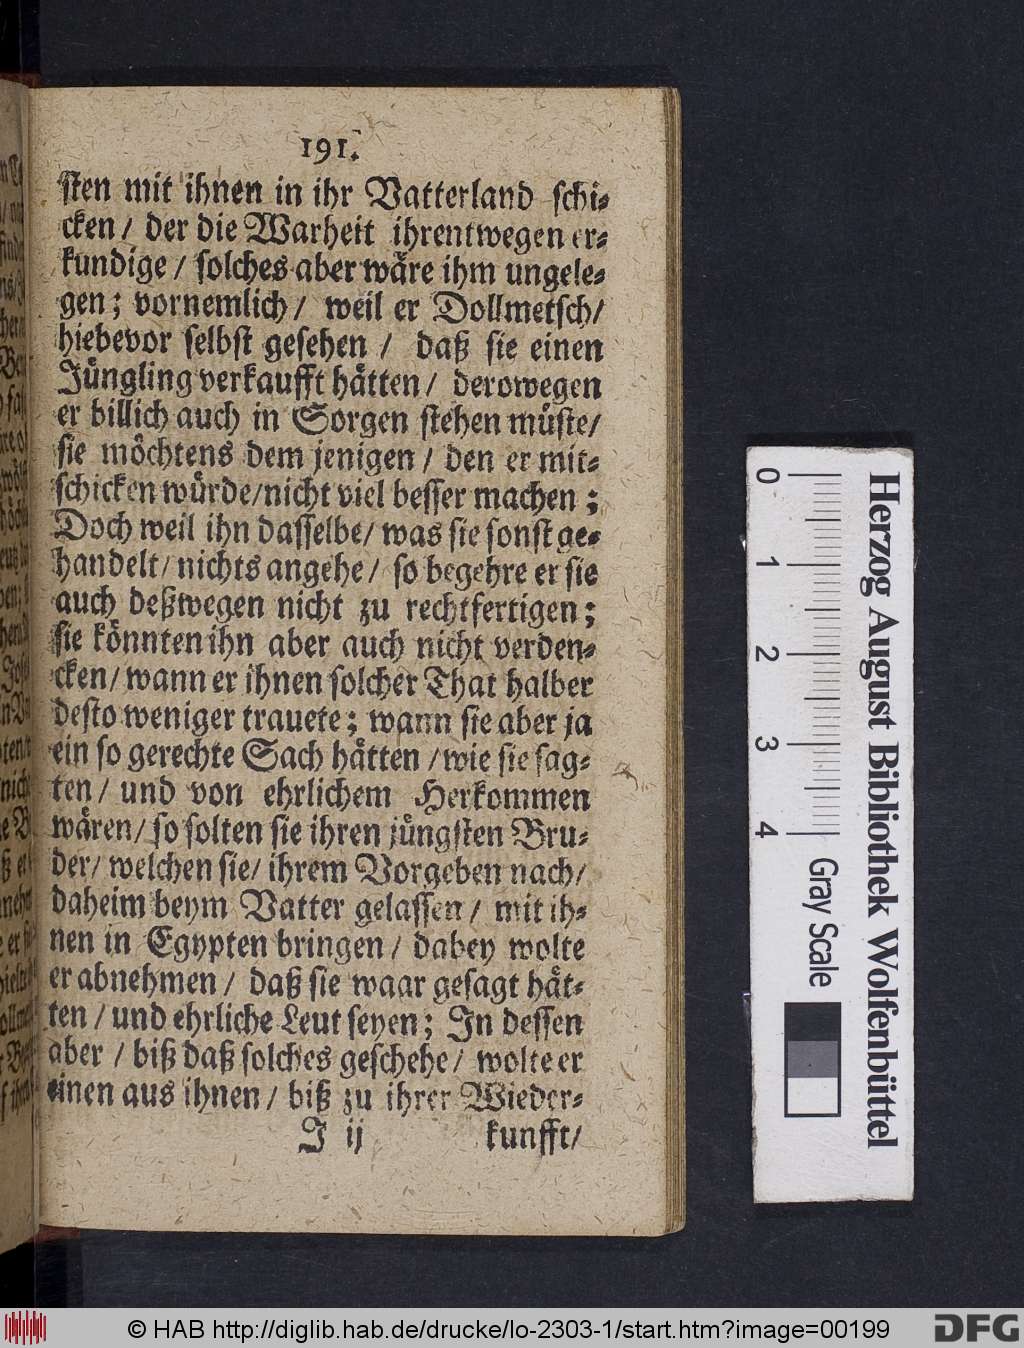 191.
sten mit ihnen in ihr Vatterland schi-
cken / der die Warheit ihrentwegen er-
kundige / solches aber wäre ihm ungele-
gen; vornemlich / weil er Dollmetsch /
hiebevor selbst gesehen / daß sie einen
Jüngling verkaufft hätten / derowegen
er billich auch in Sorgen stehen müste /
sie möchtens dem jenigen / den er mit-
schicken würde / nicht viel besser machen ;
Doch weil ihn dasselbe / was sie sonst ge-
handelt / nichts angehe / so begehre er sie
auch deßwegen nicht zu rechtfertigen;
sie könnten ihn aber auch nicht verden-
cken / wann er ihnen solcher That halber
desto weniger trauete; wann sie aber ja
ein so gerechte Sach hätten / wie sie sag-
ten / und von ehrlichem Herkommen
wären / so solten sie ihren jüngsten Bru-
der / welchen sie / ihrem Vorgeben nach /
daheim beym Vatter gelassen / mit ih-
nen in Egypten bringen / dabey wolte
er abnehmen / daß sie waar gesagt hät-
ten / und ehrliche Leut seyen; In dessen
aber / biß daß solches geschehe / wolte er
einen aus ihnen / biß zu ihrer Wieder-
J ij kunfft /
0 1 2 3 4 Gray Scale
Herzog August Bibliothek Wolfenbüttel
© HAB http://diglib.hab.de/drucke/lo-2303-1/start.htm?image=00199
DFG